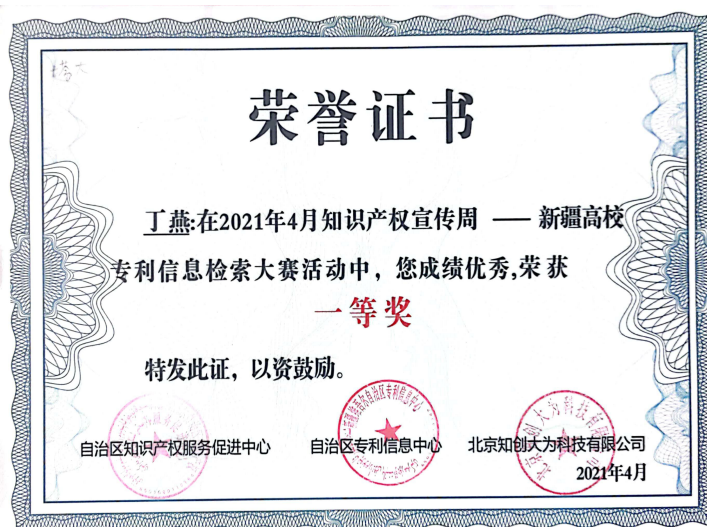 荣誉证书
丁燕:在2021年4月知识产权宣传周 —— 新疆高校
专利信息检索大赛活动中，您成绩优秀,荣获
一等奖
特发此证，以资鼓励。
自治区知识产权服务促进中心 自治区专利信息中心 北京知创大为科技有限公司
2021年4月